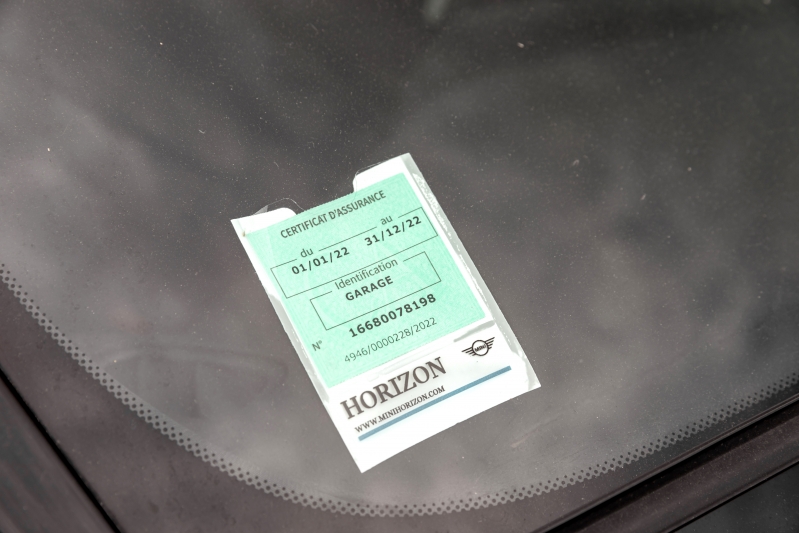 CERTIFICAT D'ASSURANCE
du au
01/01/22 31/12/22
Identification
GARAGE
16680078198
N° 4946/0000228/2022
MINI
HORIZON
WWW.MINIHORIZON.COM